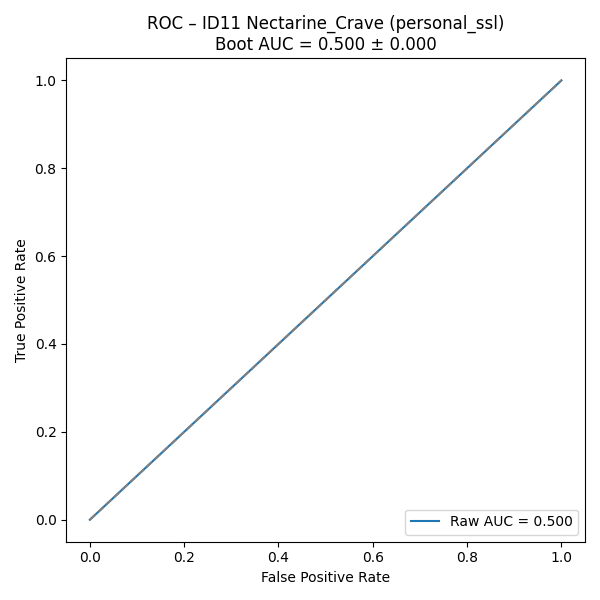 ROC – ID11 Nectarine_Crave (personal_ssl)
Boot AUC = 0.500 ± 0.000
True Positive Rate
1.0
0.8
0.6
0.4
0.2
0.0
Raw AUC = 0.500
0.0 0.2 0.4 0.6 0.8 1.0
False Positive Rate